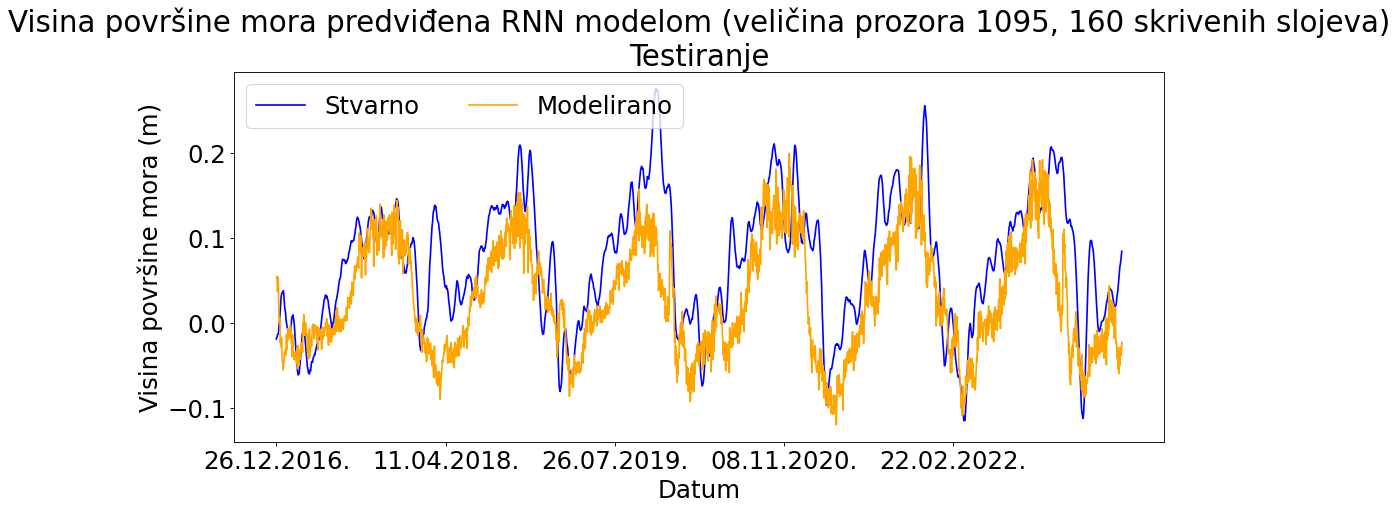 Visina površine mora predviđena RNN modelom (veličina prozora 1095, 160 skrivenih slojeva)
Testiranje
Stvarno
Modelirano
Visina površine mora (m)
0.2
0.1
0.0
−0.1
26.12.2016.
11.04.2018.
26.07.2019.
08.11.2020.
22.02.2022.
Datum